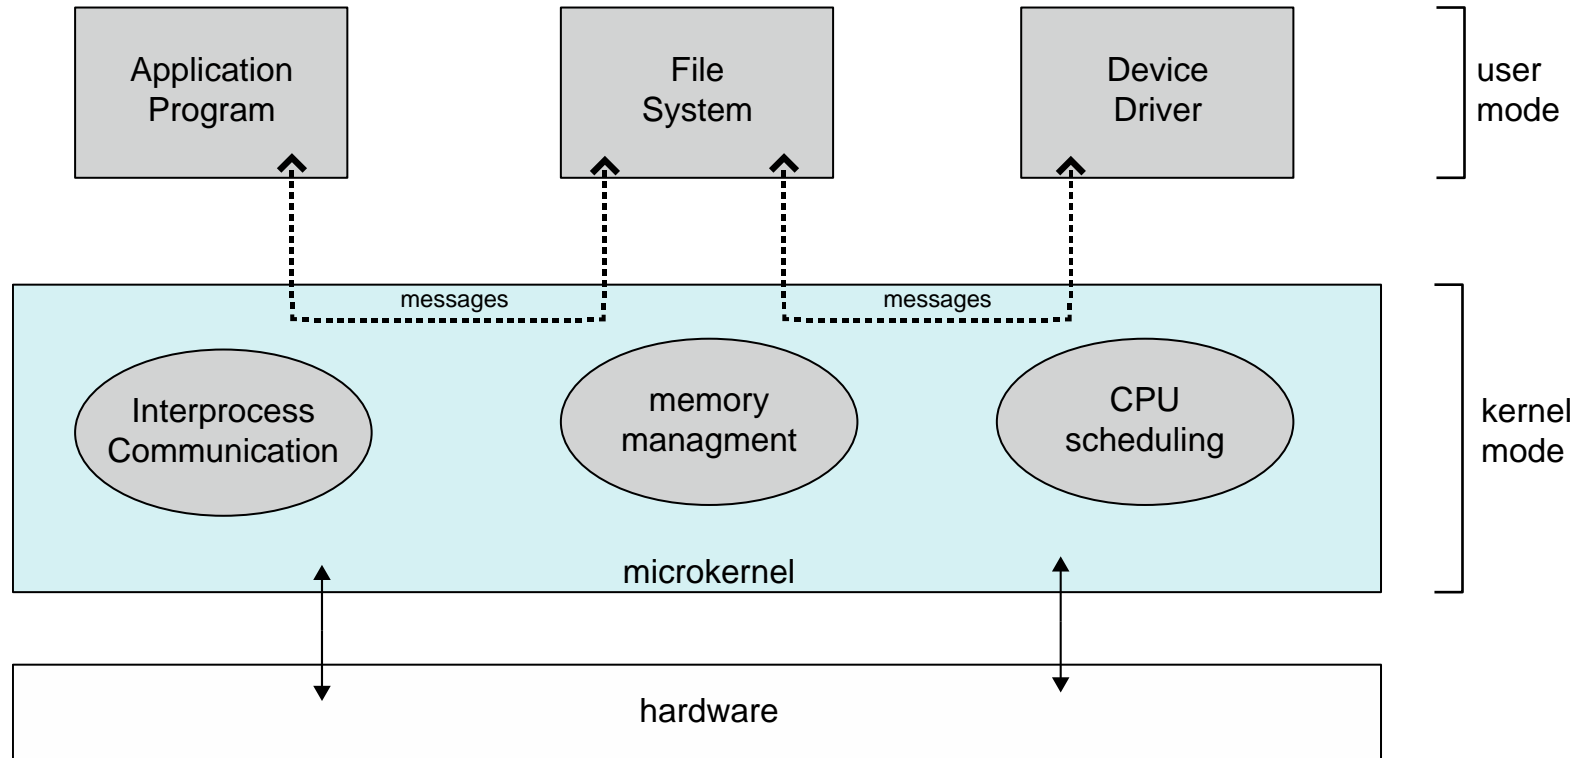 Application
Program
File
System
Device
Driver
user
mode
messages
messages
Interprocess
Communication
memory
managment
CPU
scheduling
kernel
mode
microkernel
hardware